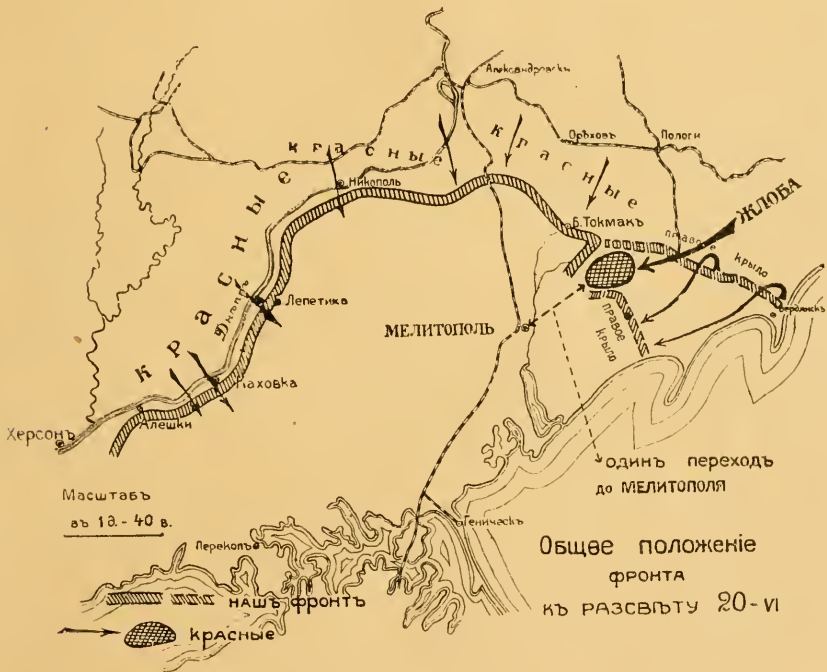 Александровскъ
Орѣховъ
Пологи
красные
красные
красные
Никополь
Б.Токмакъ
ЖЛОБА
правое
крыло
Бердянскъ
Днѣпръ
Лепетиха
МЕЛИТОПОЛЬ
правое
крыло
Каховка
Алешки
Херсонъ
одинъ переходъ
до МЕЛИТОПОЛЯ
Масштабъ
въ 1д.-40 в.
Геническъ
Перекопъ
Общее положенiе
фронта
къ разсвѣту 20-VI
нашъ фронтъ
красные